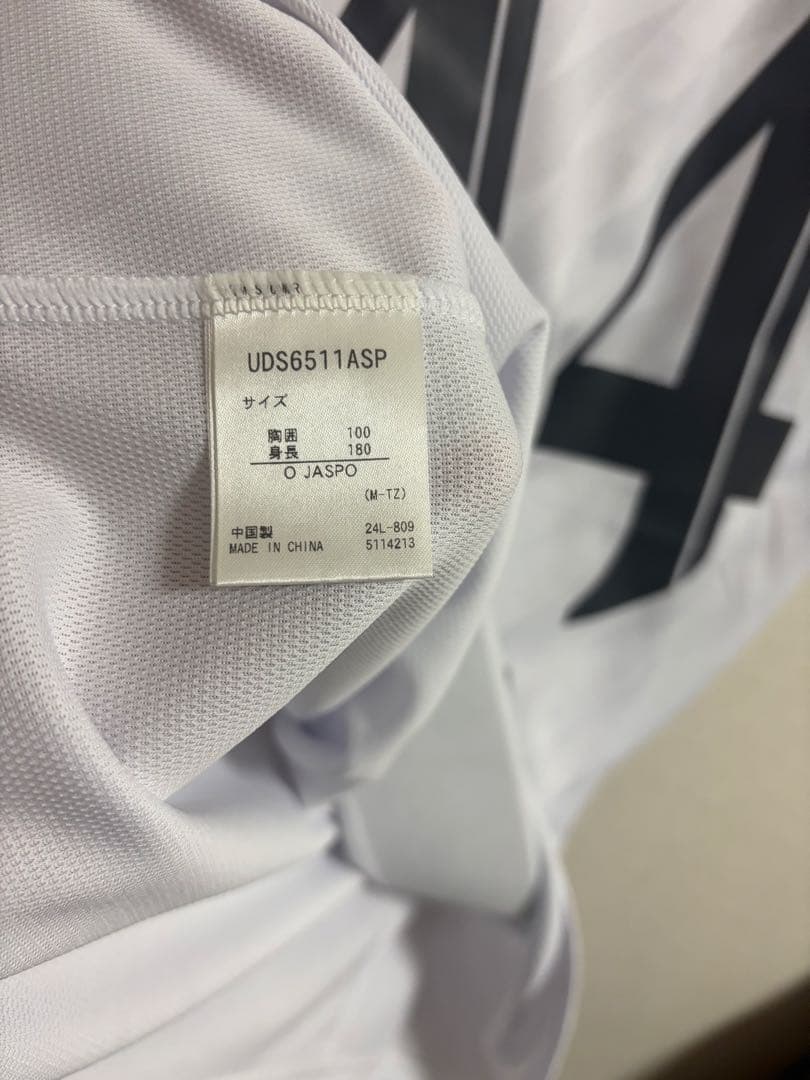 UDS6511ASP
サイズ
胸囲 100
身長 180
O JASPO
(M-TZ)
中国製 24L-809
MADE IN CHINA 5114213
4